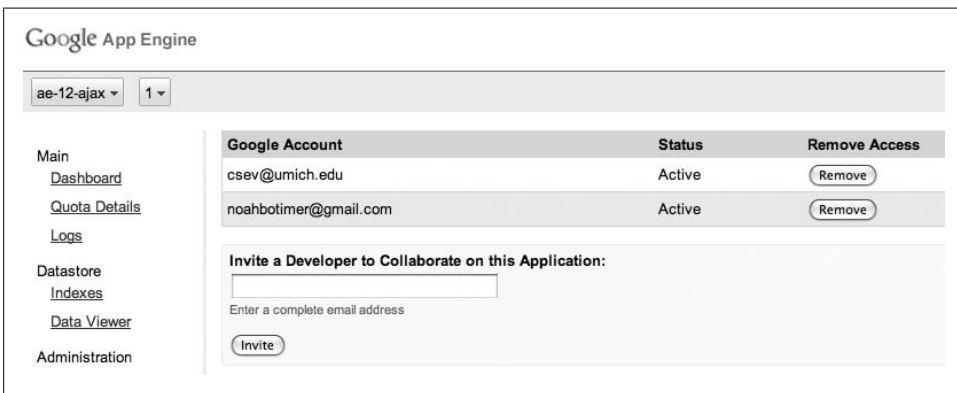 Google App Engine
ae-12-ajax 1
Main
Dashboard
Quota Details
Logs
Datastore
Indexes
Data Viewer
Administration
Google Account Status Remove Access
csev@umich.edu Active Remove
noahbotimer@gmail.com Active Remove
Invite a Developer to Collaborate on this Application:
Enter a complete email address
Invite